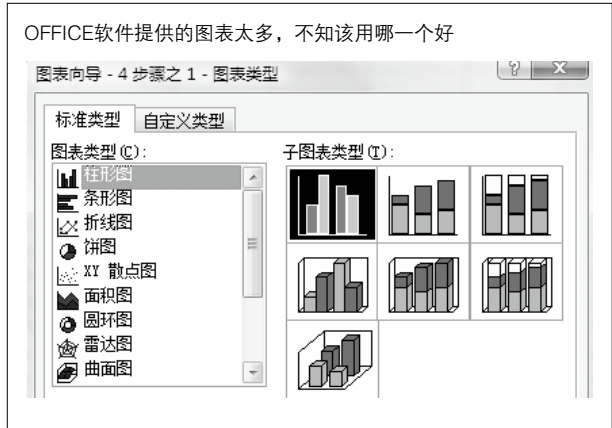 OFFICE软件提供的图表太多，不知该用哪一个好
图表向导 - 4 步骤之 1 - 图表类型
标准类型 自定义类型
图表类型(C):
柱形图
条形图
折线图
饼图
XY 散点图
面积图
圆环图
雷达图
曲面图
子图表类型(T):